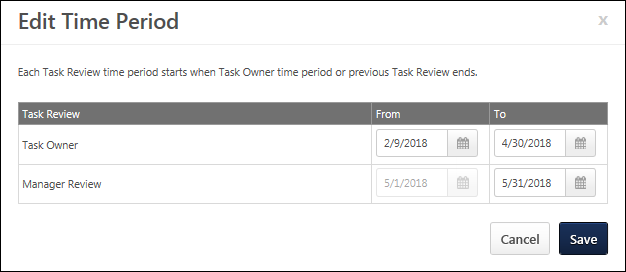 Edit Time Period x
Each Task Review time period starts when Task Owner time period or previous Task Review ends.
Task Review From To
Task Owner 2/9/2018 4/30/2018
Manager Review 5/1/2018 5/31/2018
Cancel Save